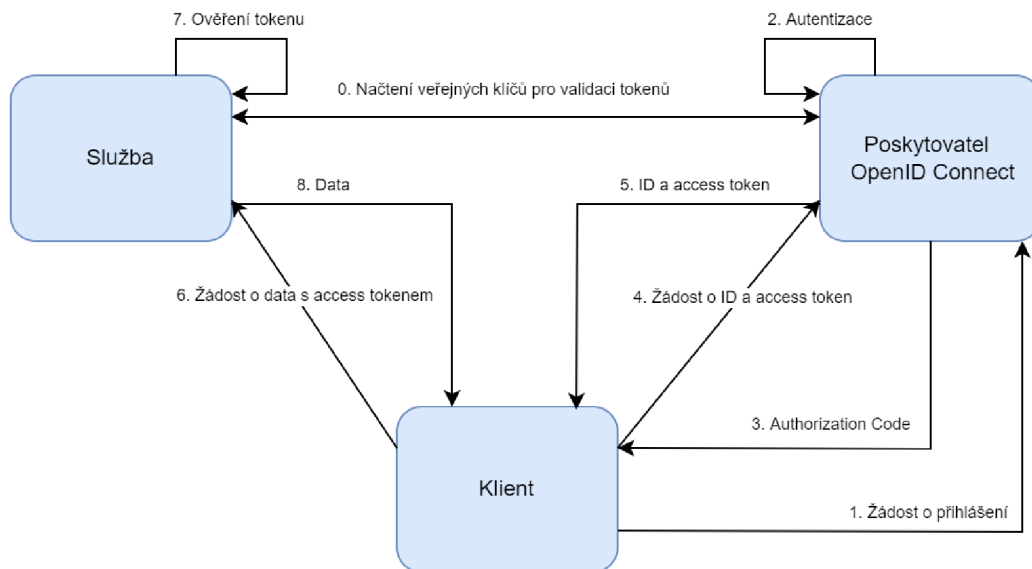 7. Ověření tokenu
2. Autentizace
0. Načtení veřejných klíčů pro validaci tokenů
Služba
Poskytovatel
OpenID Connect
8. Data
5. ID a access token
6. Žádost o data s access tokenem
4. Žádost o ID a access token
3. Authorization Code
Klient
1. Žádost o přihlášení